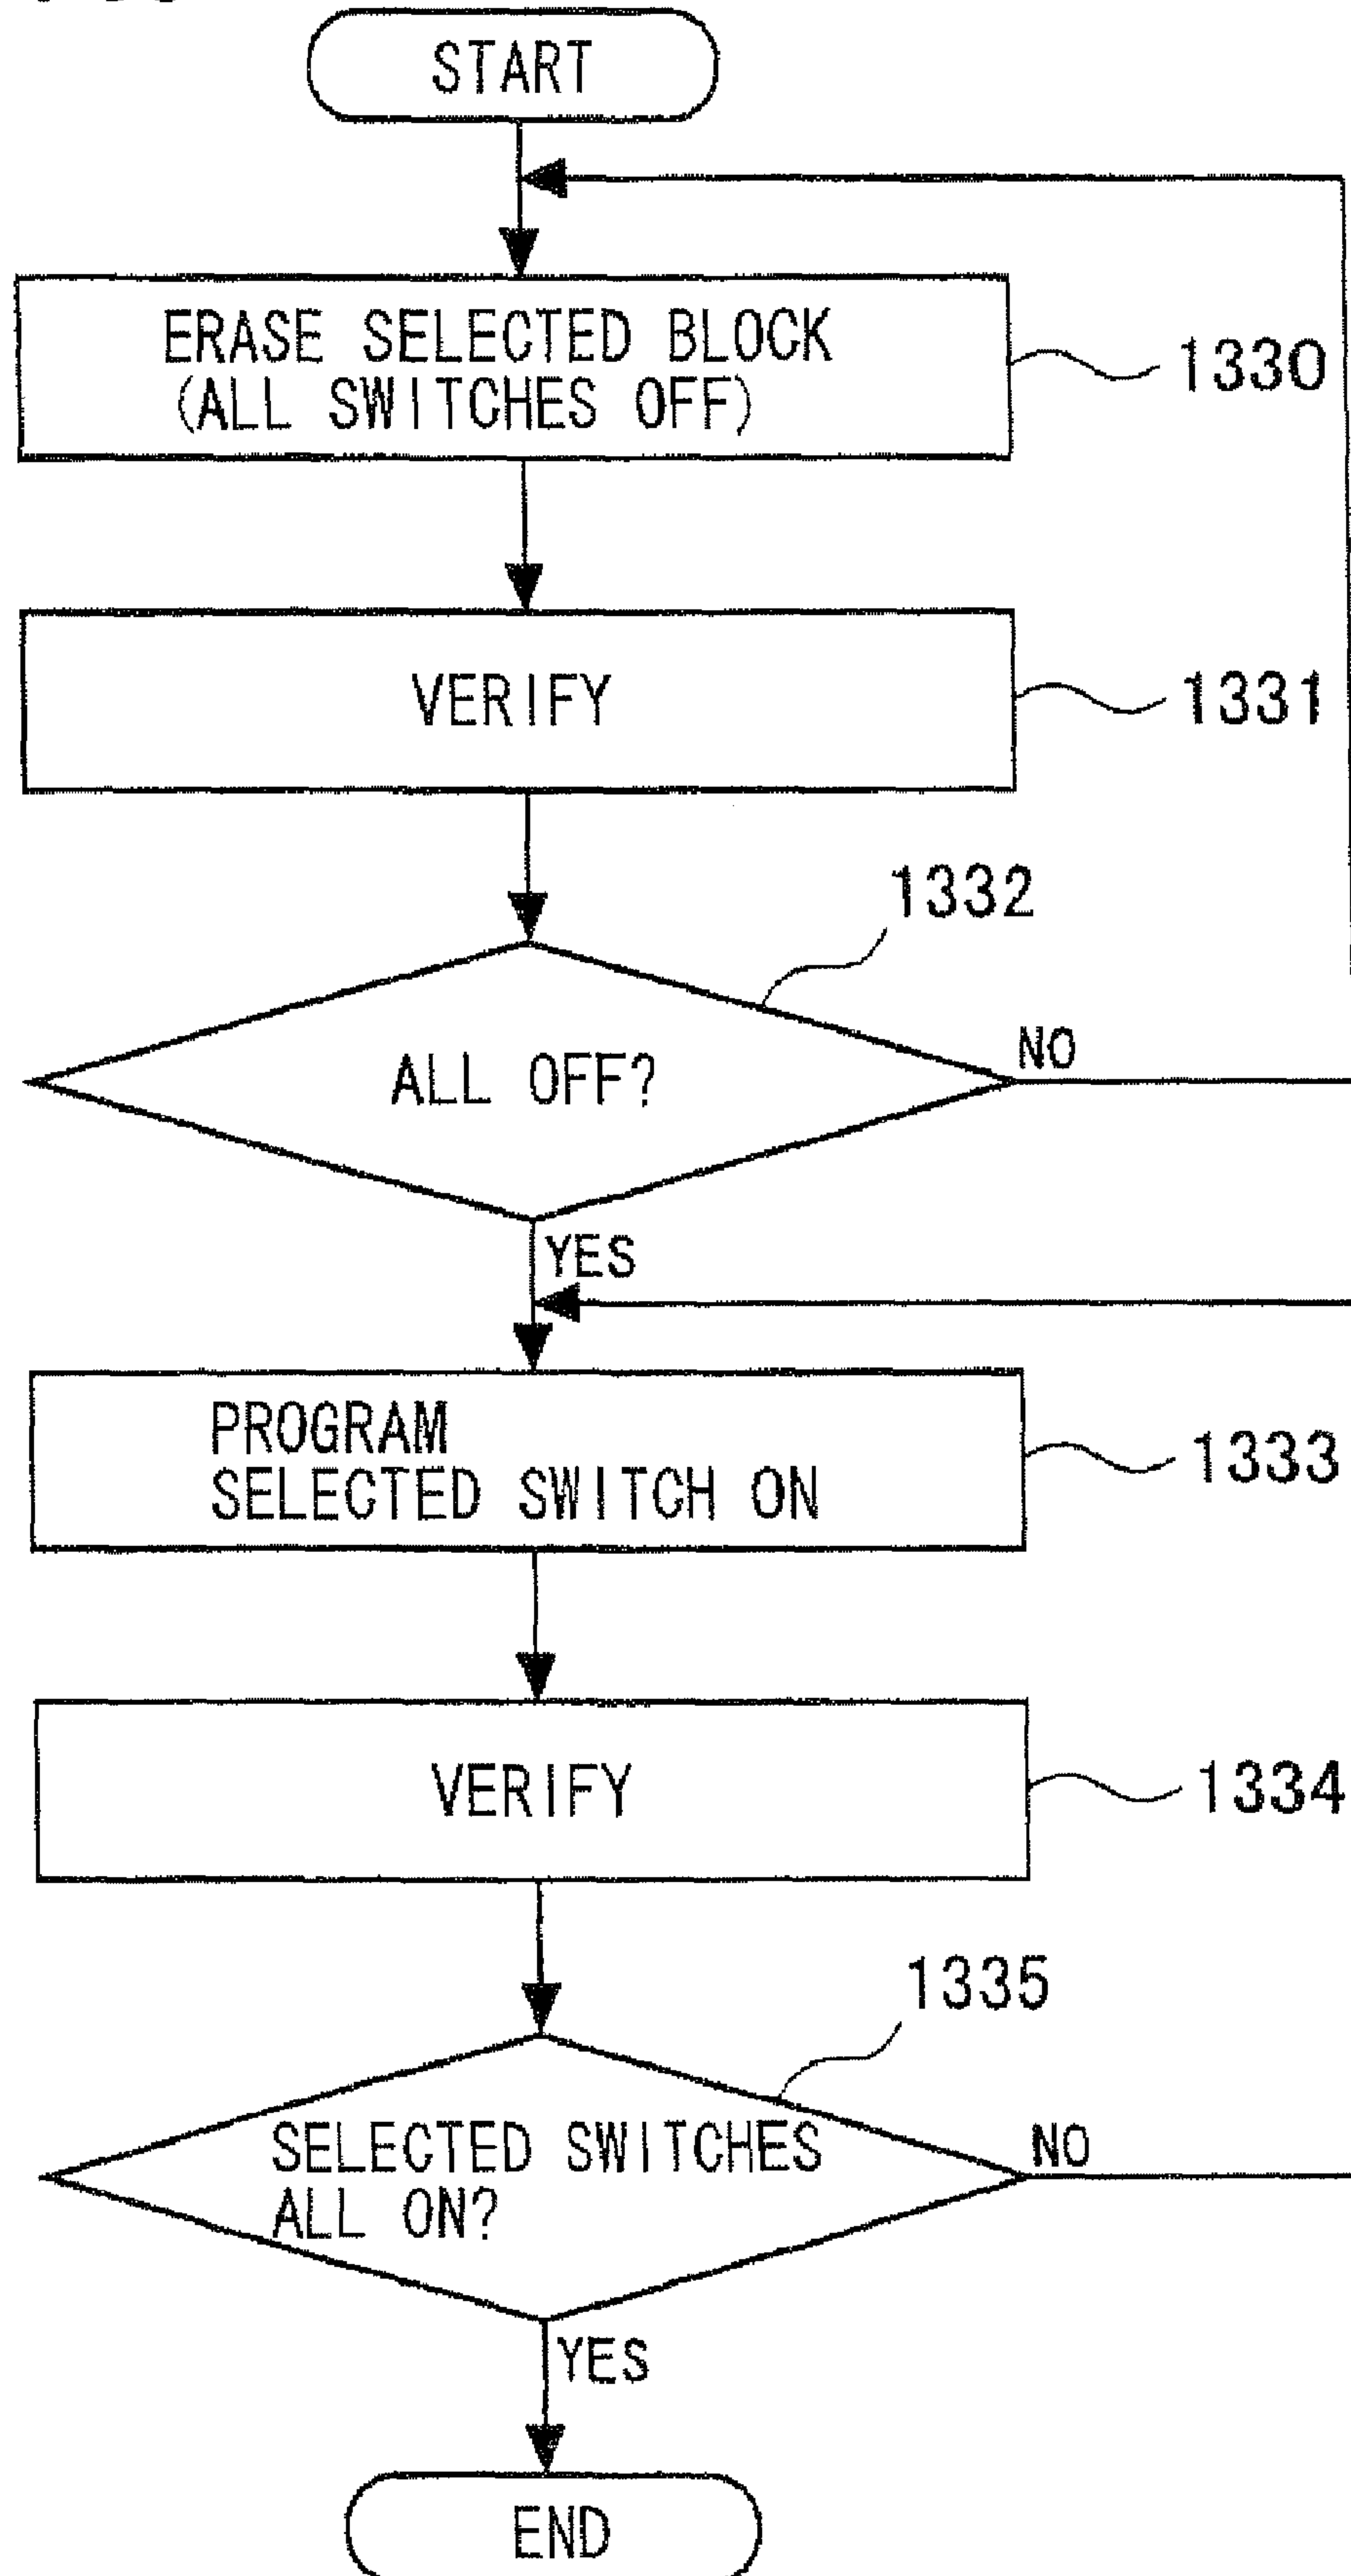 START
ERASE SELECTED BLOCK
(ALL SWITCHES OFF)
1330
VERIFY
1331
1332
ALL OFF?
NO
YES
PROGRAM
SELECTED SWITCH ON
1333
VERIFY
1334
1335
SELECTED SWITCHES
ALL ON?
NO
YES
END